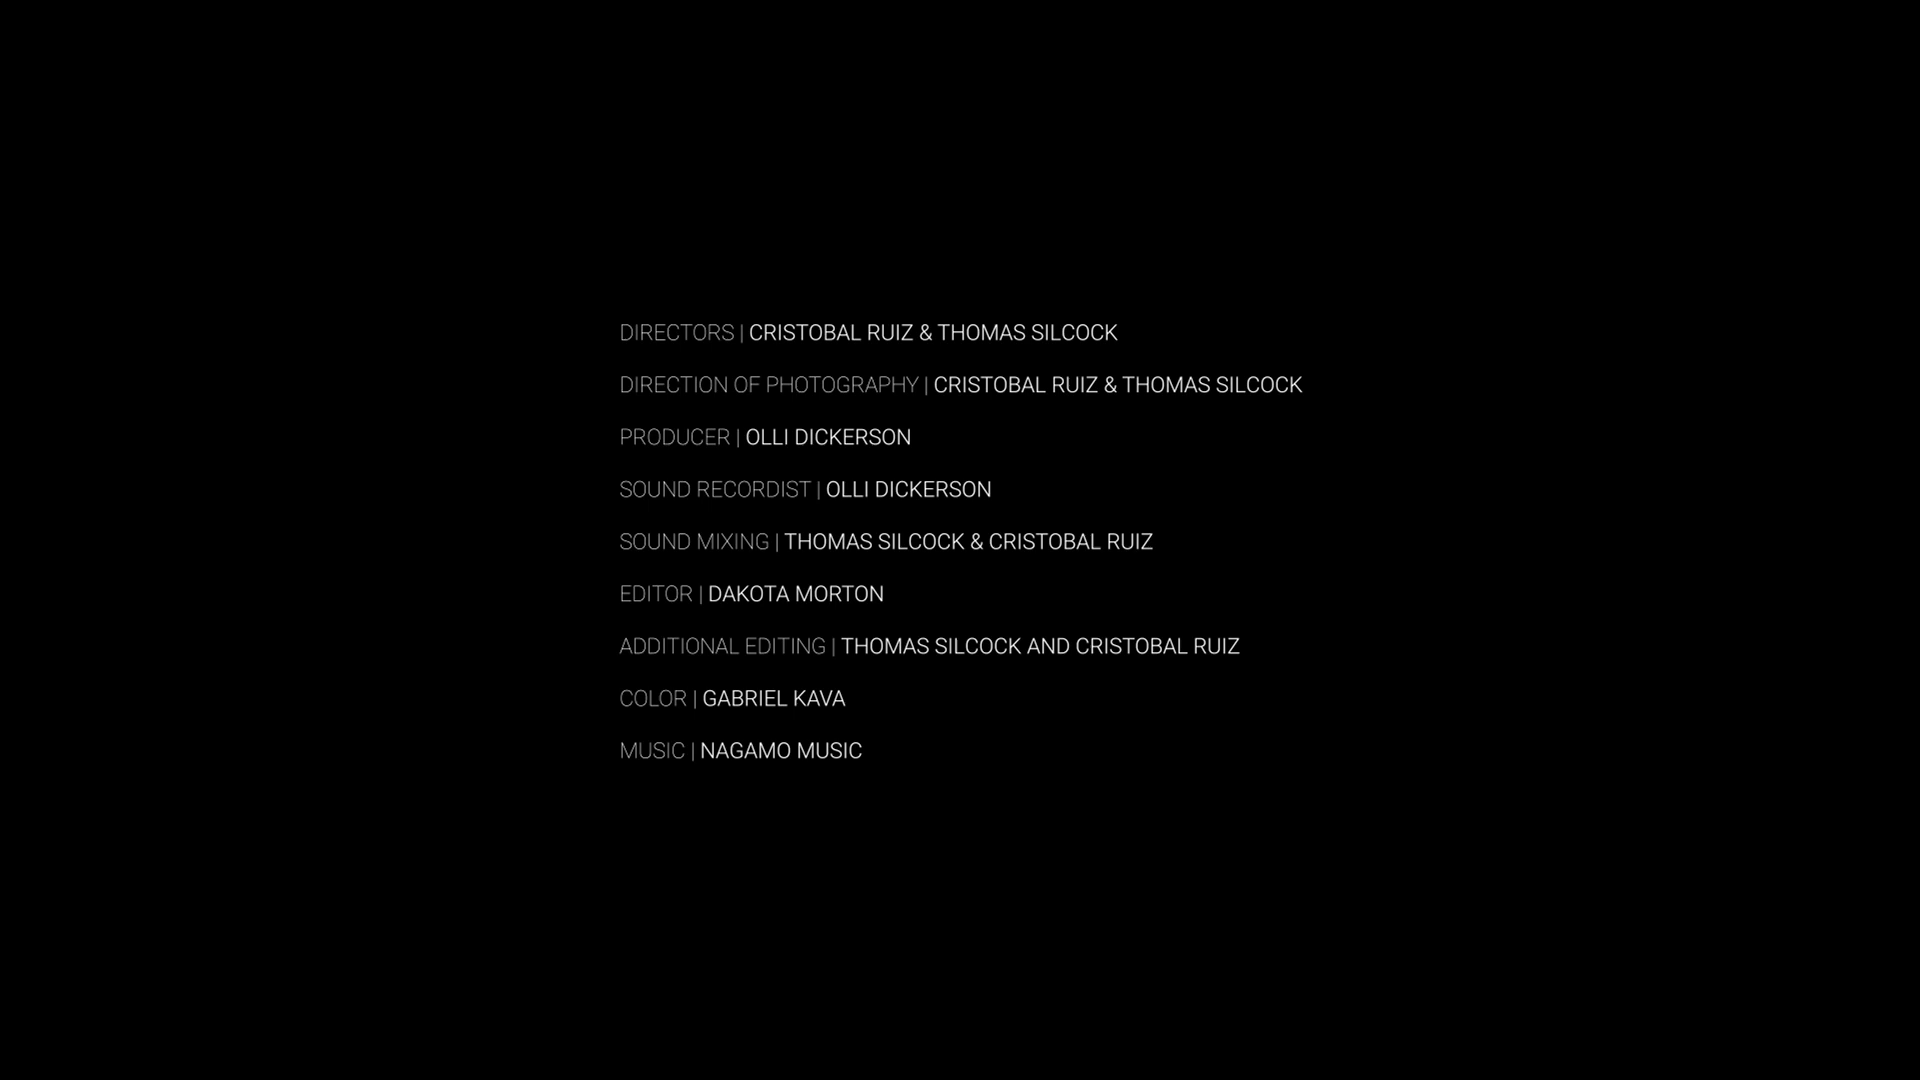 DIRECTORS | CRISTOBAL RUIZ & THOMAS SILCOCK
DIRECTION OF PHOTOGRAPHY | CRISTOBAL RUIZ & THOMAS SILCOCK
PRODUCER | OLLI DICKERSON
SOUND RECORDIST | OLLI DICKERSON
SOUND MIXING | THOMAS SILCOCK & CRISTOBAL RUIZ
EDITOR | DAKOTA MORTON
ADDITIONAL EDITING | THOMAS SILCOCK AND CRISTOBAL RUIZ
COLOR | GABRIEL KAVA
MUSIC | NAGAMO MUSIC